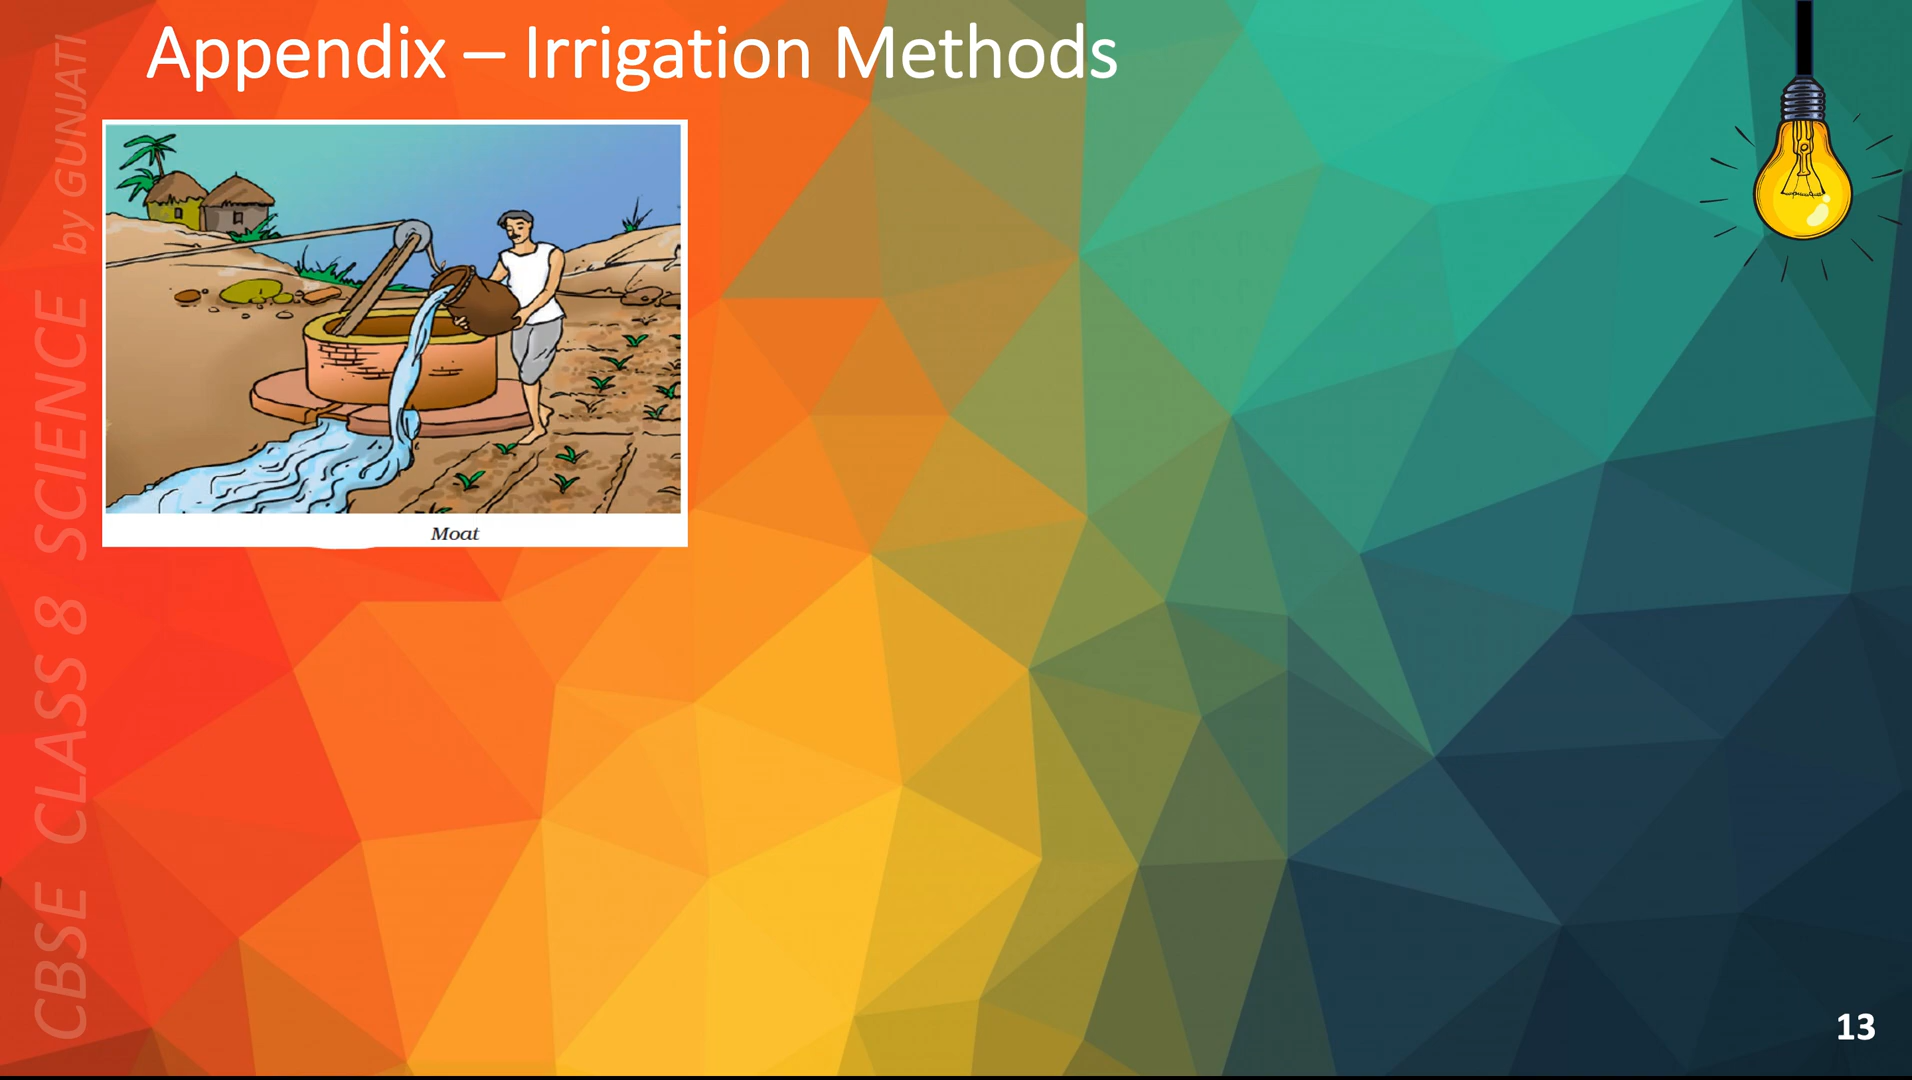 Appendix – Irrigation Methods
Moat
CBSE CLASS 8 SCIENCE by GUNJATI
13